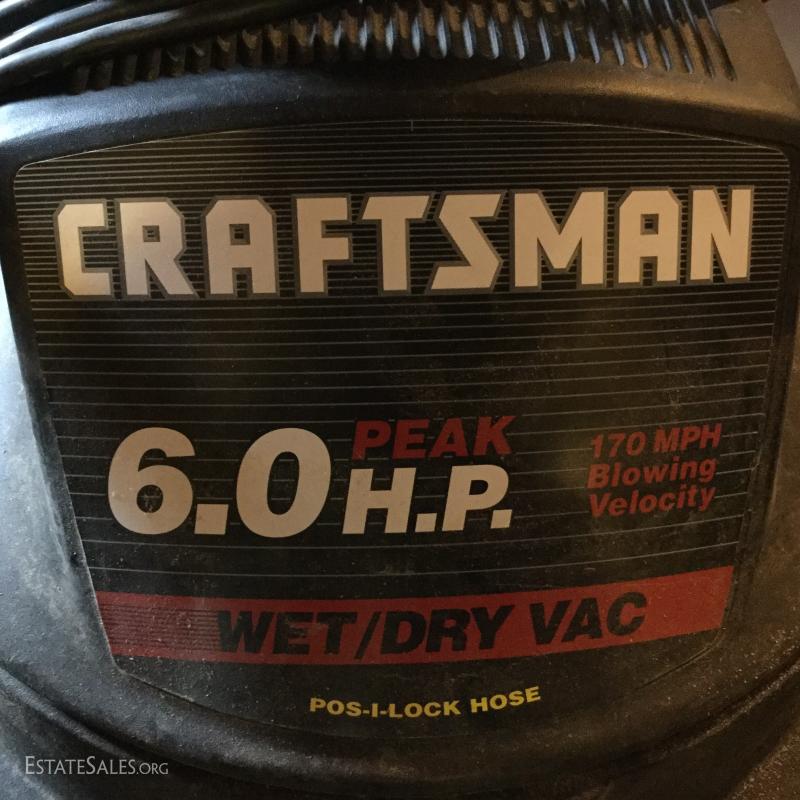 CRAFTSMAN
6.0 PEAK H.P.
170 MPH
Blowing
Velocity
WET/DRY VAC
POS-I-LOCK HOSE
ESTATESALES.ORG